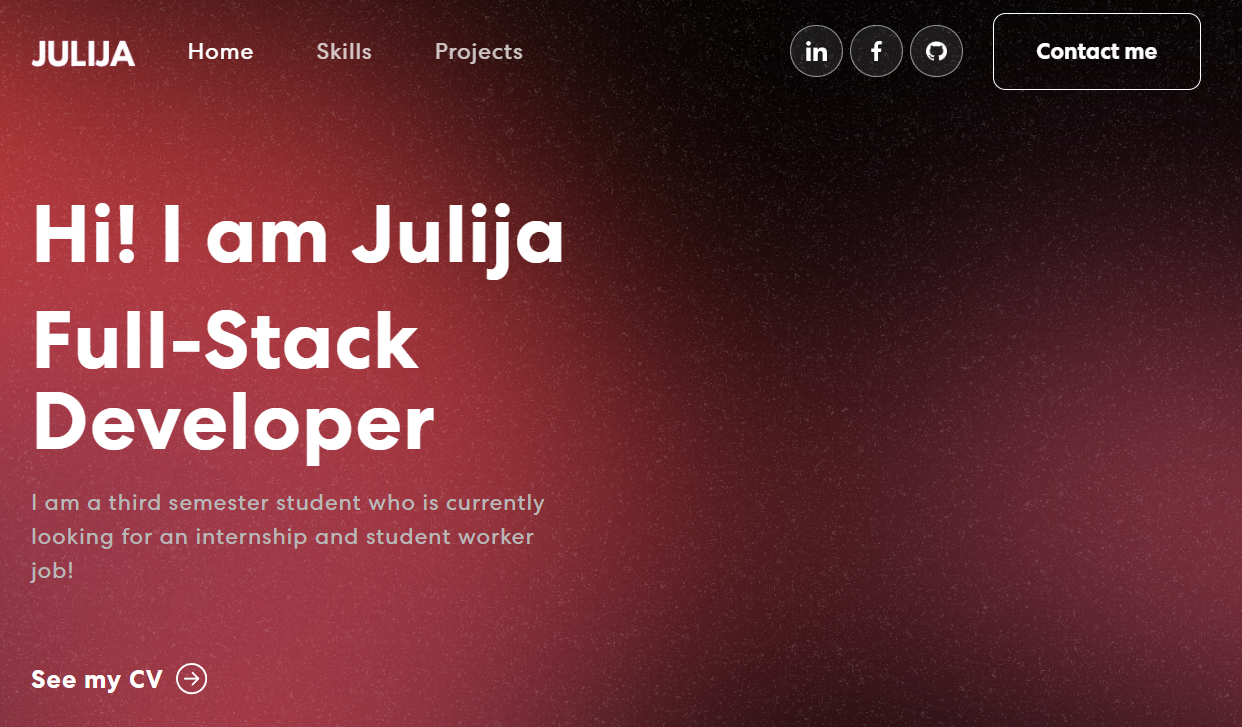 JULIJA Home Skills Projects Contact me
Hi! I am Julija
Full-Stack
Developer
I am a third semester student who is currently
looking for an internship and student worker
job!
See my CV